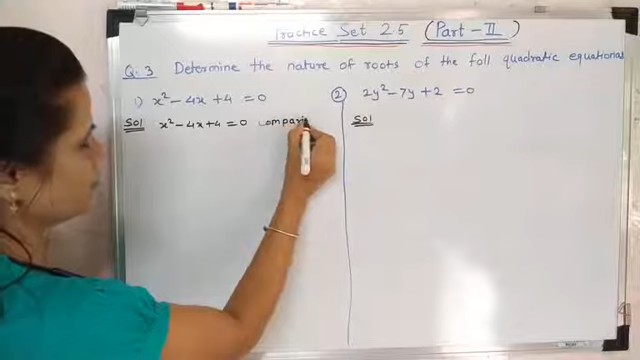 Practice Set 2.5 (Part - II)
Q.3 Determine the nature of roots of the foll quadratic equations
1) x² - 4x + 4 = 0
Sol x² - 4x + 4 = 0 compari
② 2y² - 7y + 2 = 0
Sol